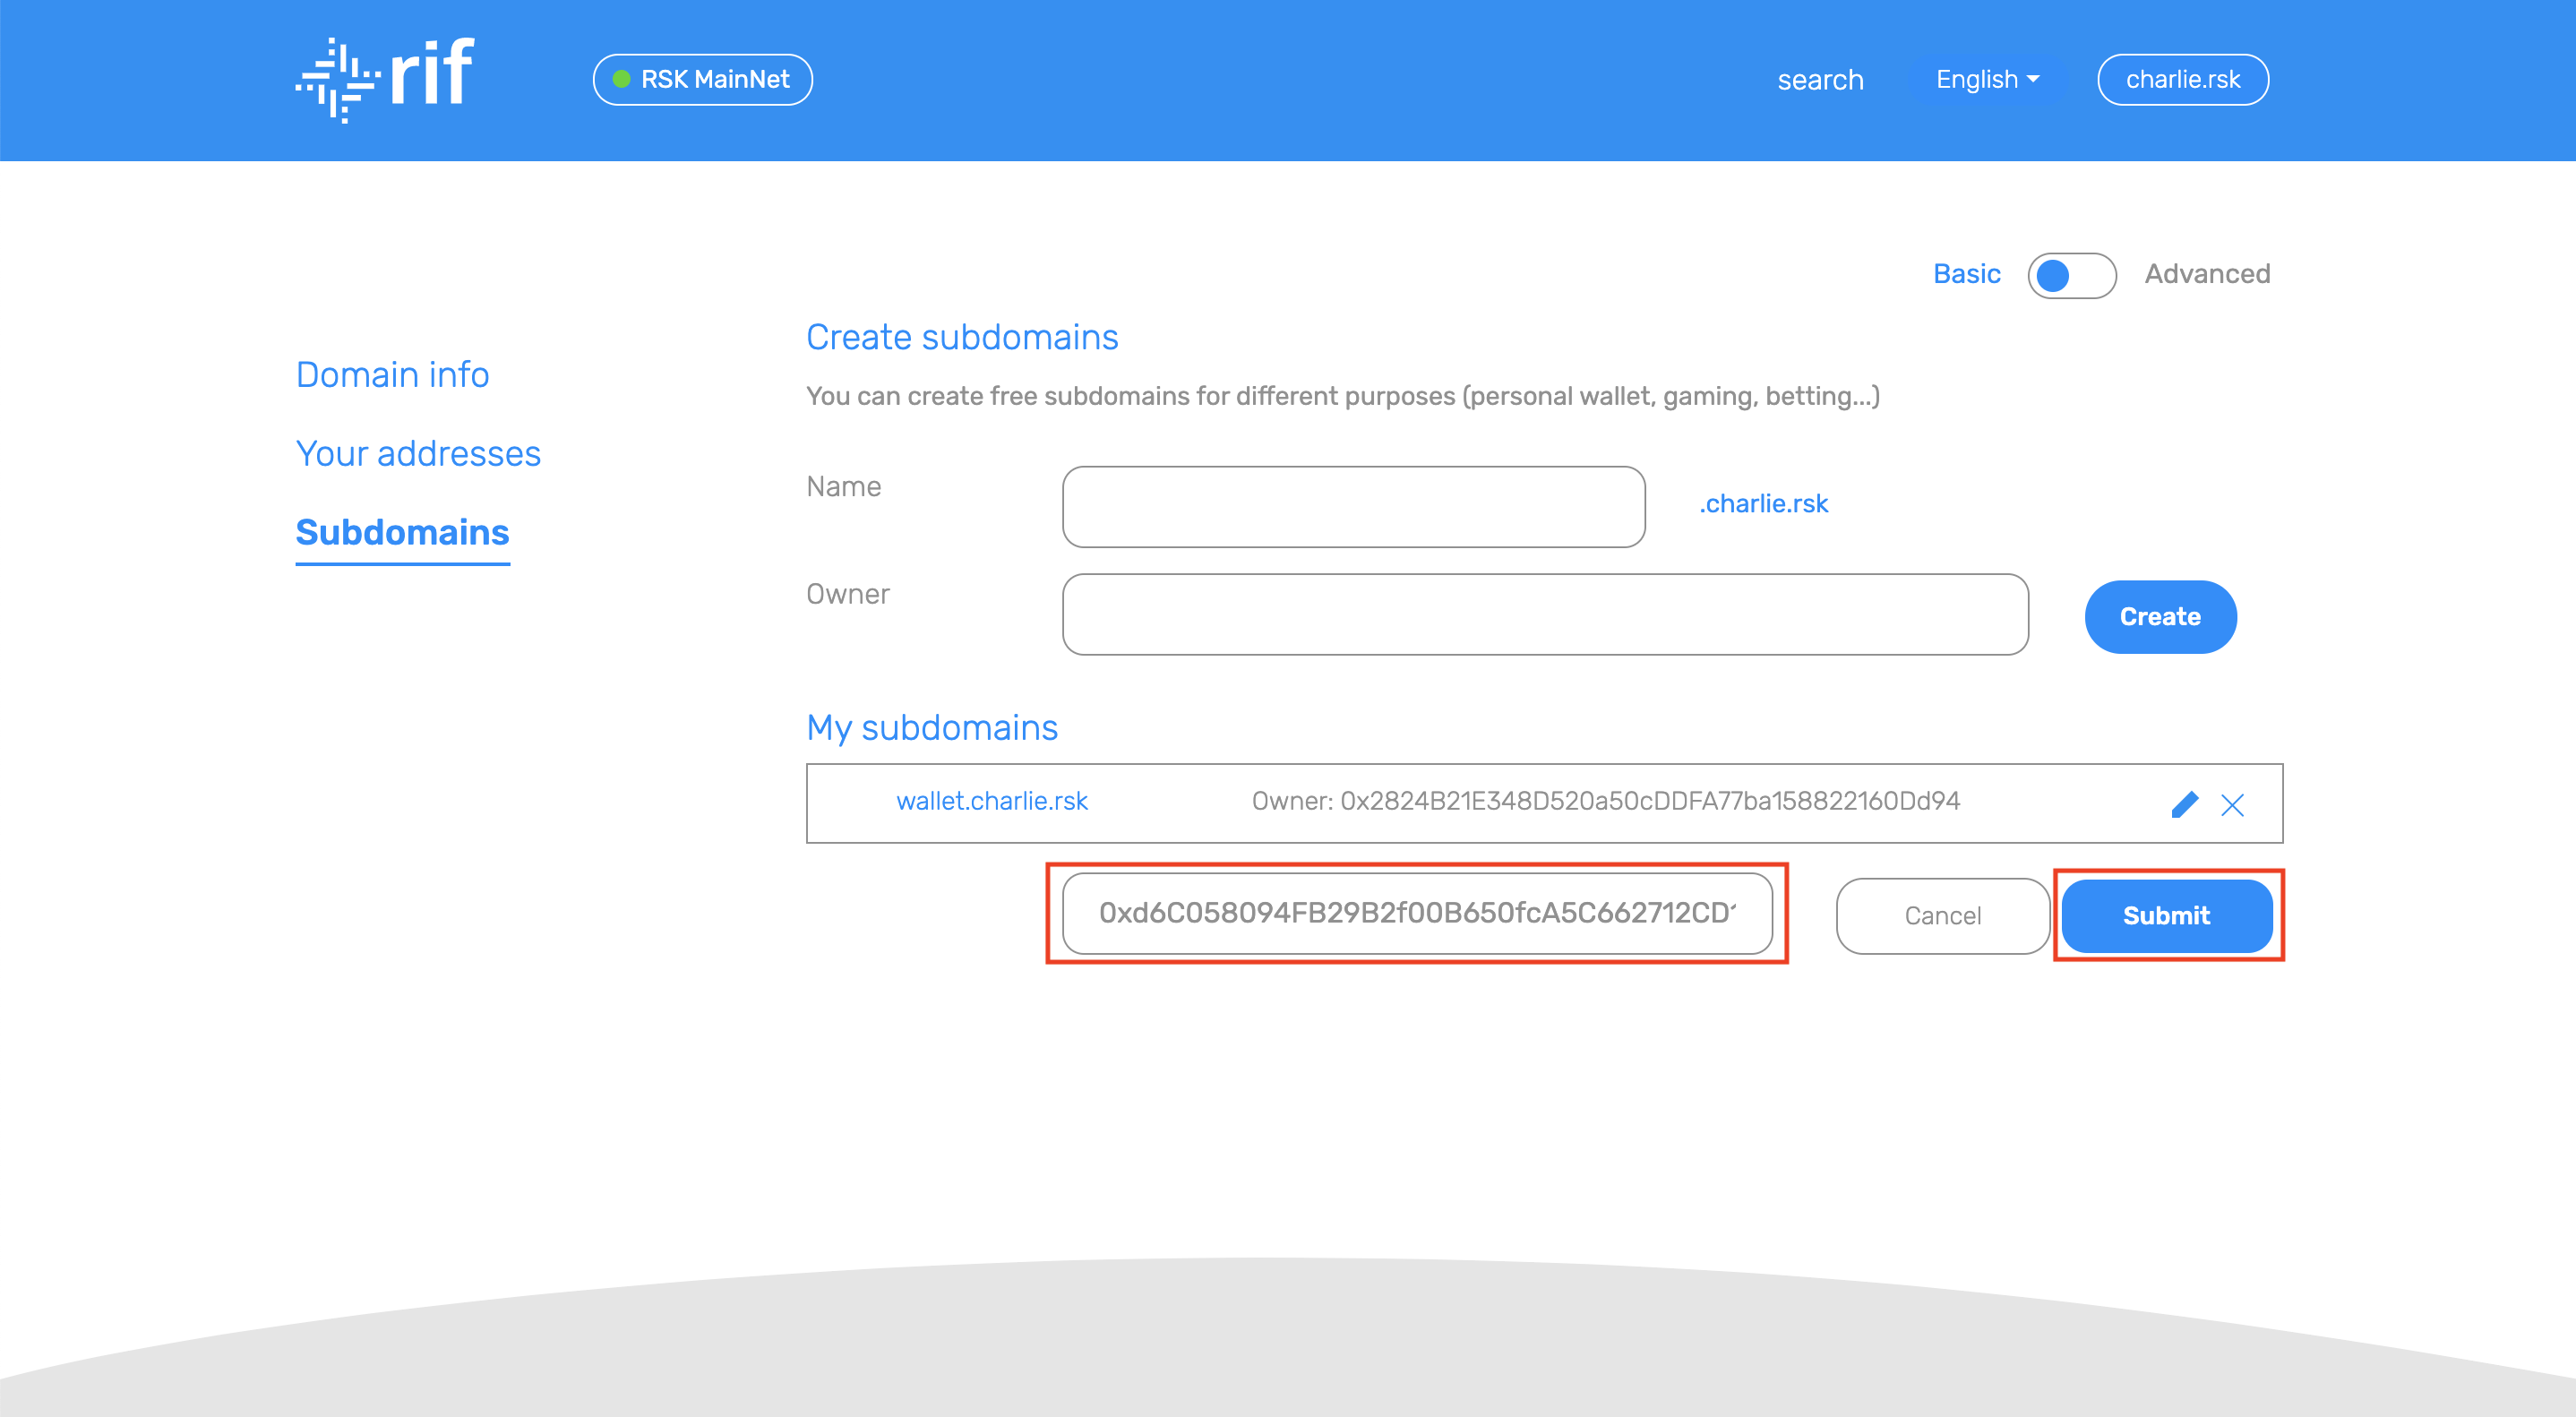 rif
RSK MainNet
search
English
charlie.rsk
Basic
Advanced
Domain info
Your addresses
Subdomains
Create subdomains
You can create free subdomains for different purposes (personal wallet, gaming, betting...)
Name
.charlie.rsk
Owner
Create
My subdomains
wallet.charlie.rsk
Owner: 0x2824B21E348D520a50cDDFA77ba158822160Dd94
0xd6C058094FB29B2f00B650fcA5C662712CD1
Cancel
Submit